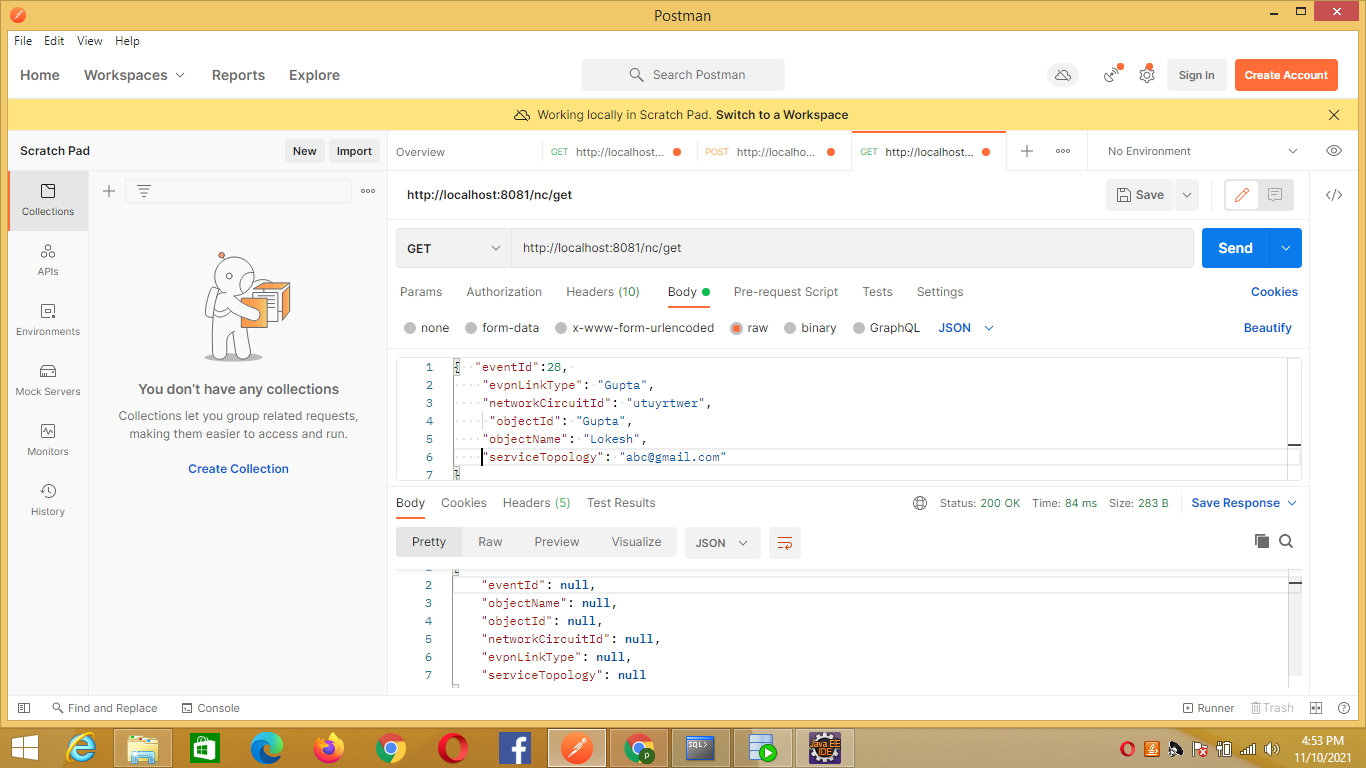 Postman
File Edit View Help
Home Workspaces Reports Explore Search Postman Sign In Create Account
Working locally in Scratch Pad. Switch to a Workspace
Scratch Pad New Import Overview GET http://localhost... POST http://localho... GET http://localhost... No Environment
http://localhost:8081/nc/get Save
Collections
APIs
Environments
Mock Servers
Monitors
History
You don't have any collections
Collections let you group related requests,
making them easier to access and run.
Create Collection
GET http://localhost:8081/nc/get Send
Params Authorization Headers (10) Body Pre-request Script Tests Settings Cookies
none form-data x-www-form-urlencoded raw binary GraphQL JSON Beautify
1 { "eventId":28,
2 "evpnLinkType": "Gupta",
3 "networkCircuitId": "utuyrtwer",
4 "objectId": "Gupta",
5 "objectName": "Lokesh",
6 "serviceTopology": "abc@gmail.com"
7 }
Body Cookies Headers (5) Test Results Status: 200 OK Time: 84 ms Size: 283 B Save Response
Pretty Raw Preview Visualize JSON
2 "eventId": null,
3 "objectName": null,
4 "objectId": null,
5 "networkCircuitId": null,
6 "evpnLinkType": null,
7 "serviceTopology": null
Find and Replace Console Runner Trash
SQL>
Java EE
IDE
4:53 PM
11/10/2021